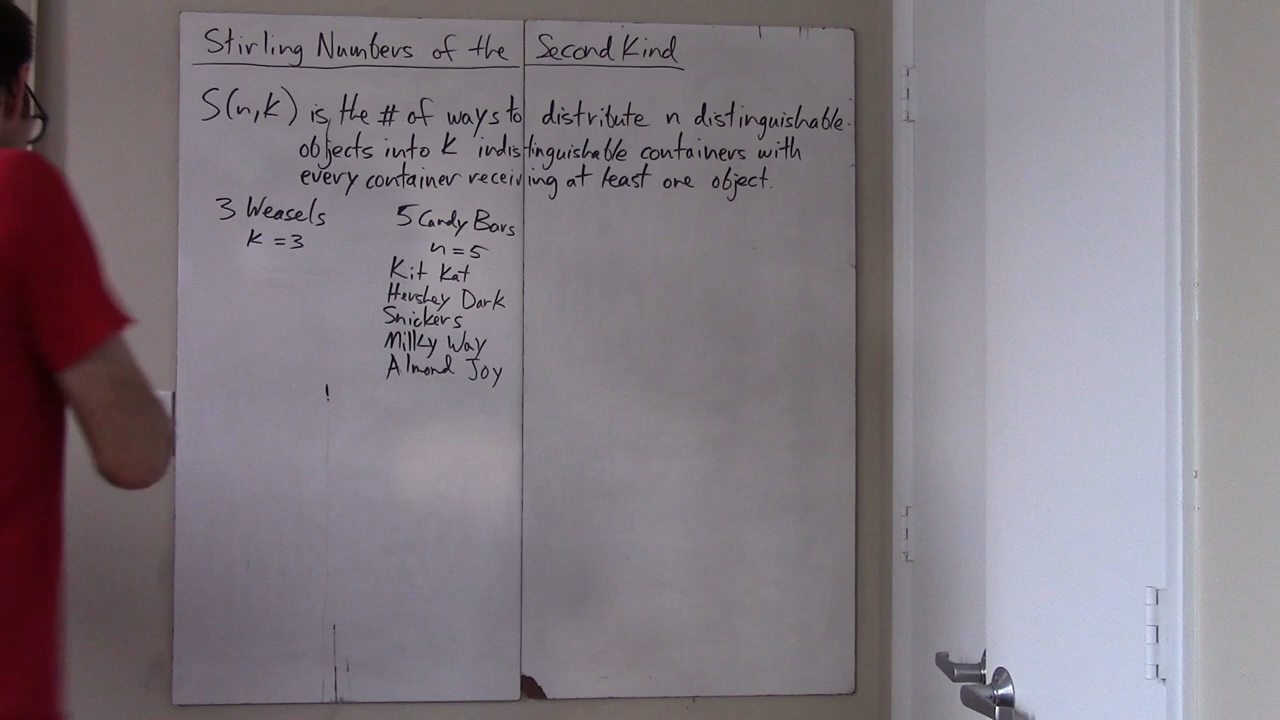 Stirling Numbers of the Second Kind
S(n,k) is the # of ways to distribute n distinguishable
objects into k indistinguishable containers with
every container receiving at least one object.
3 Weasels
k = 3
5 Candy Bars
n = 5
Kit Kat
Hershey Dark
Snickers
Milky Way
Almond Joy